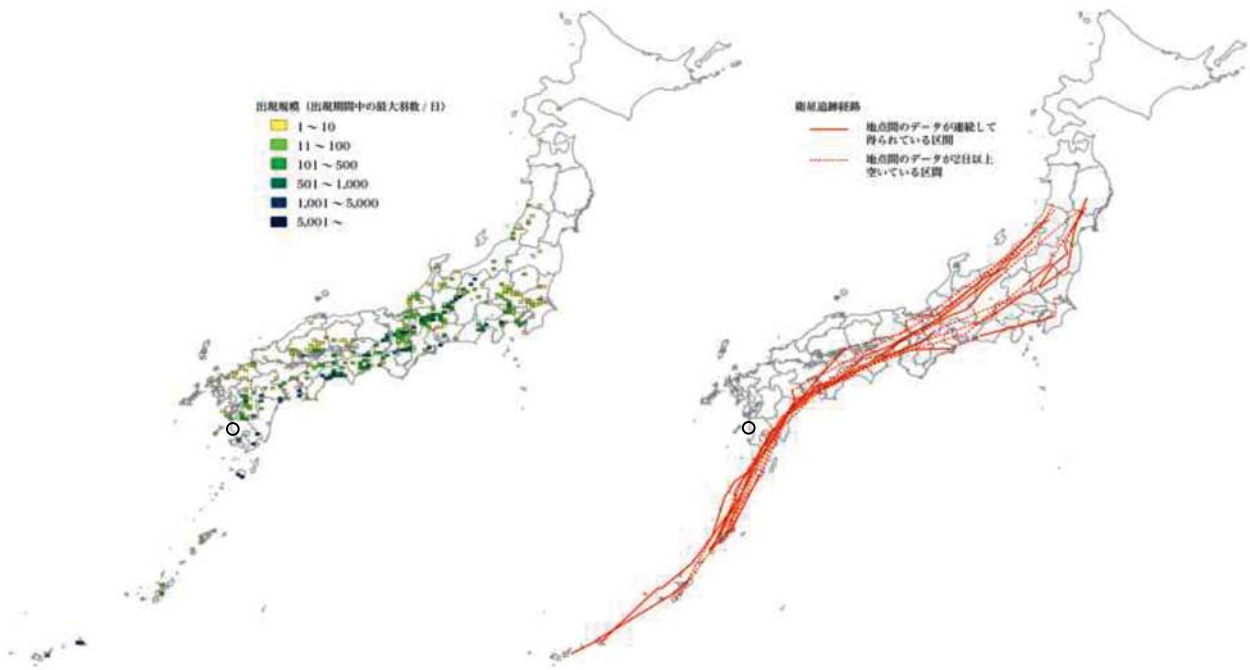 出現規模（出現期間中の最大羽数 / 日）
1 ～ 10
11 ～ 100
101 ～ 500
501 ～ 1,000
1,001 ～ 5,000
5,001 ～
衛星追跡経路
地点間のデータが連続して
得られている区間
地点間のデータが2日以上
空いている区間